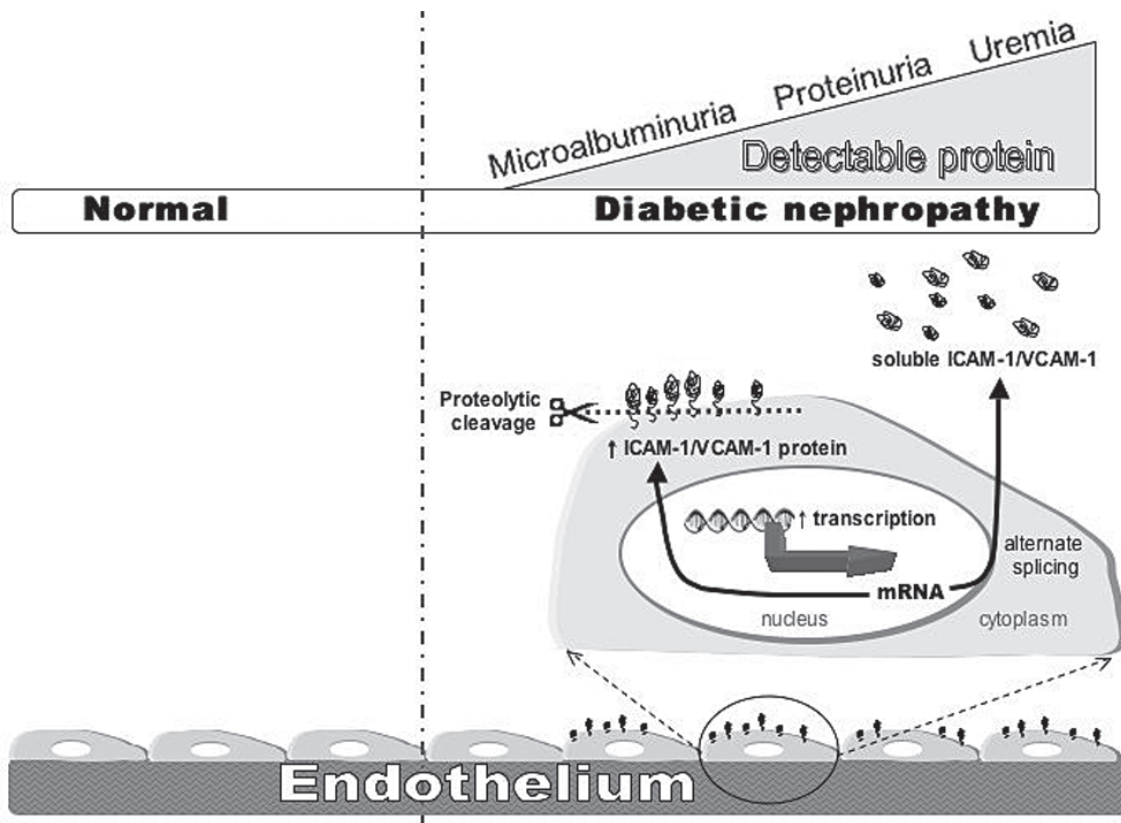 Uremia
Proteinuria
Microalbuminuria
Detectable protein
Normal
Diabetic nephropathy
soluble ICAM-1/VCAM-1
Proteolytic
cleavage
↑ ICAM-1/VCAM-1 protein
↑ transcription
alternate
splicing
mRNA
nucleus
cytoplasm
Endothelium